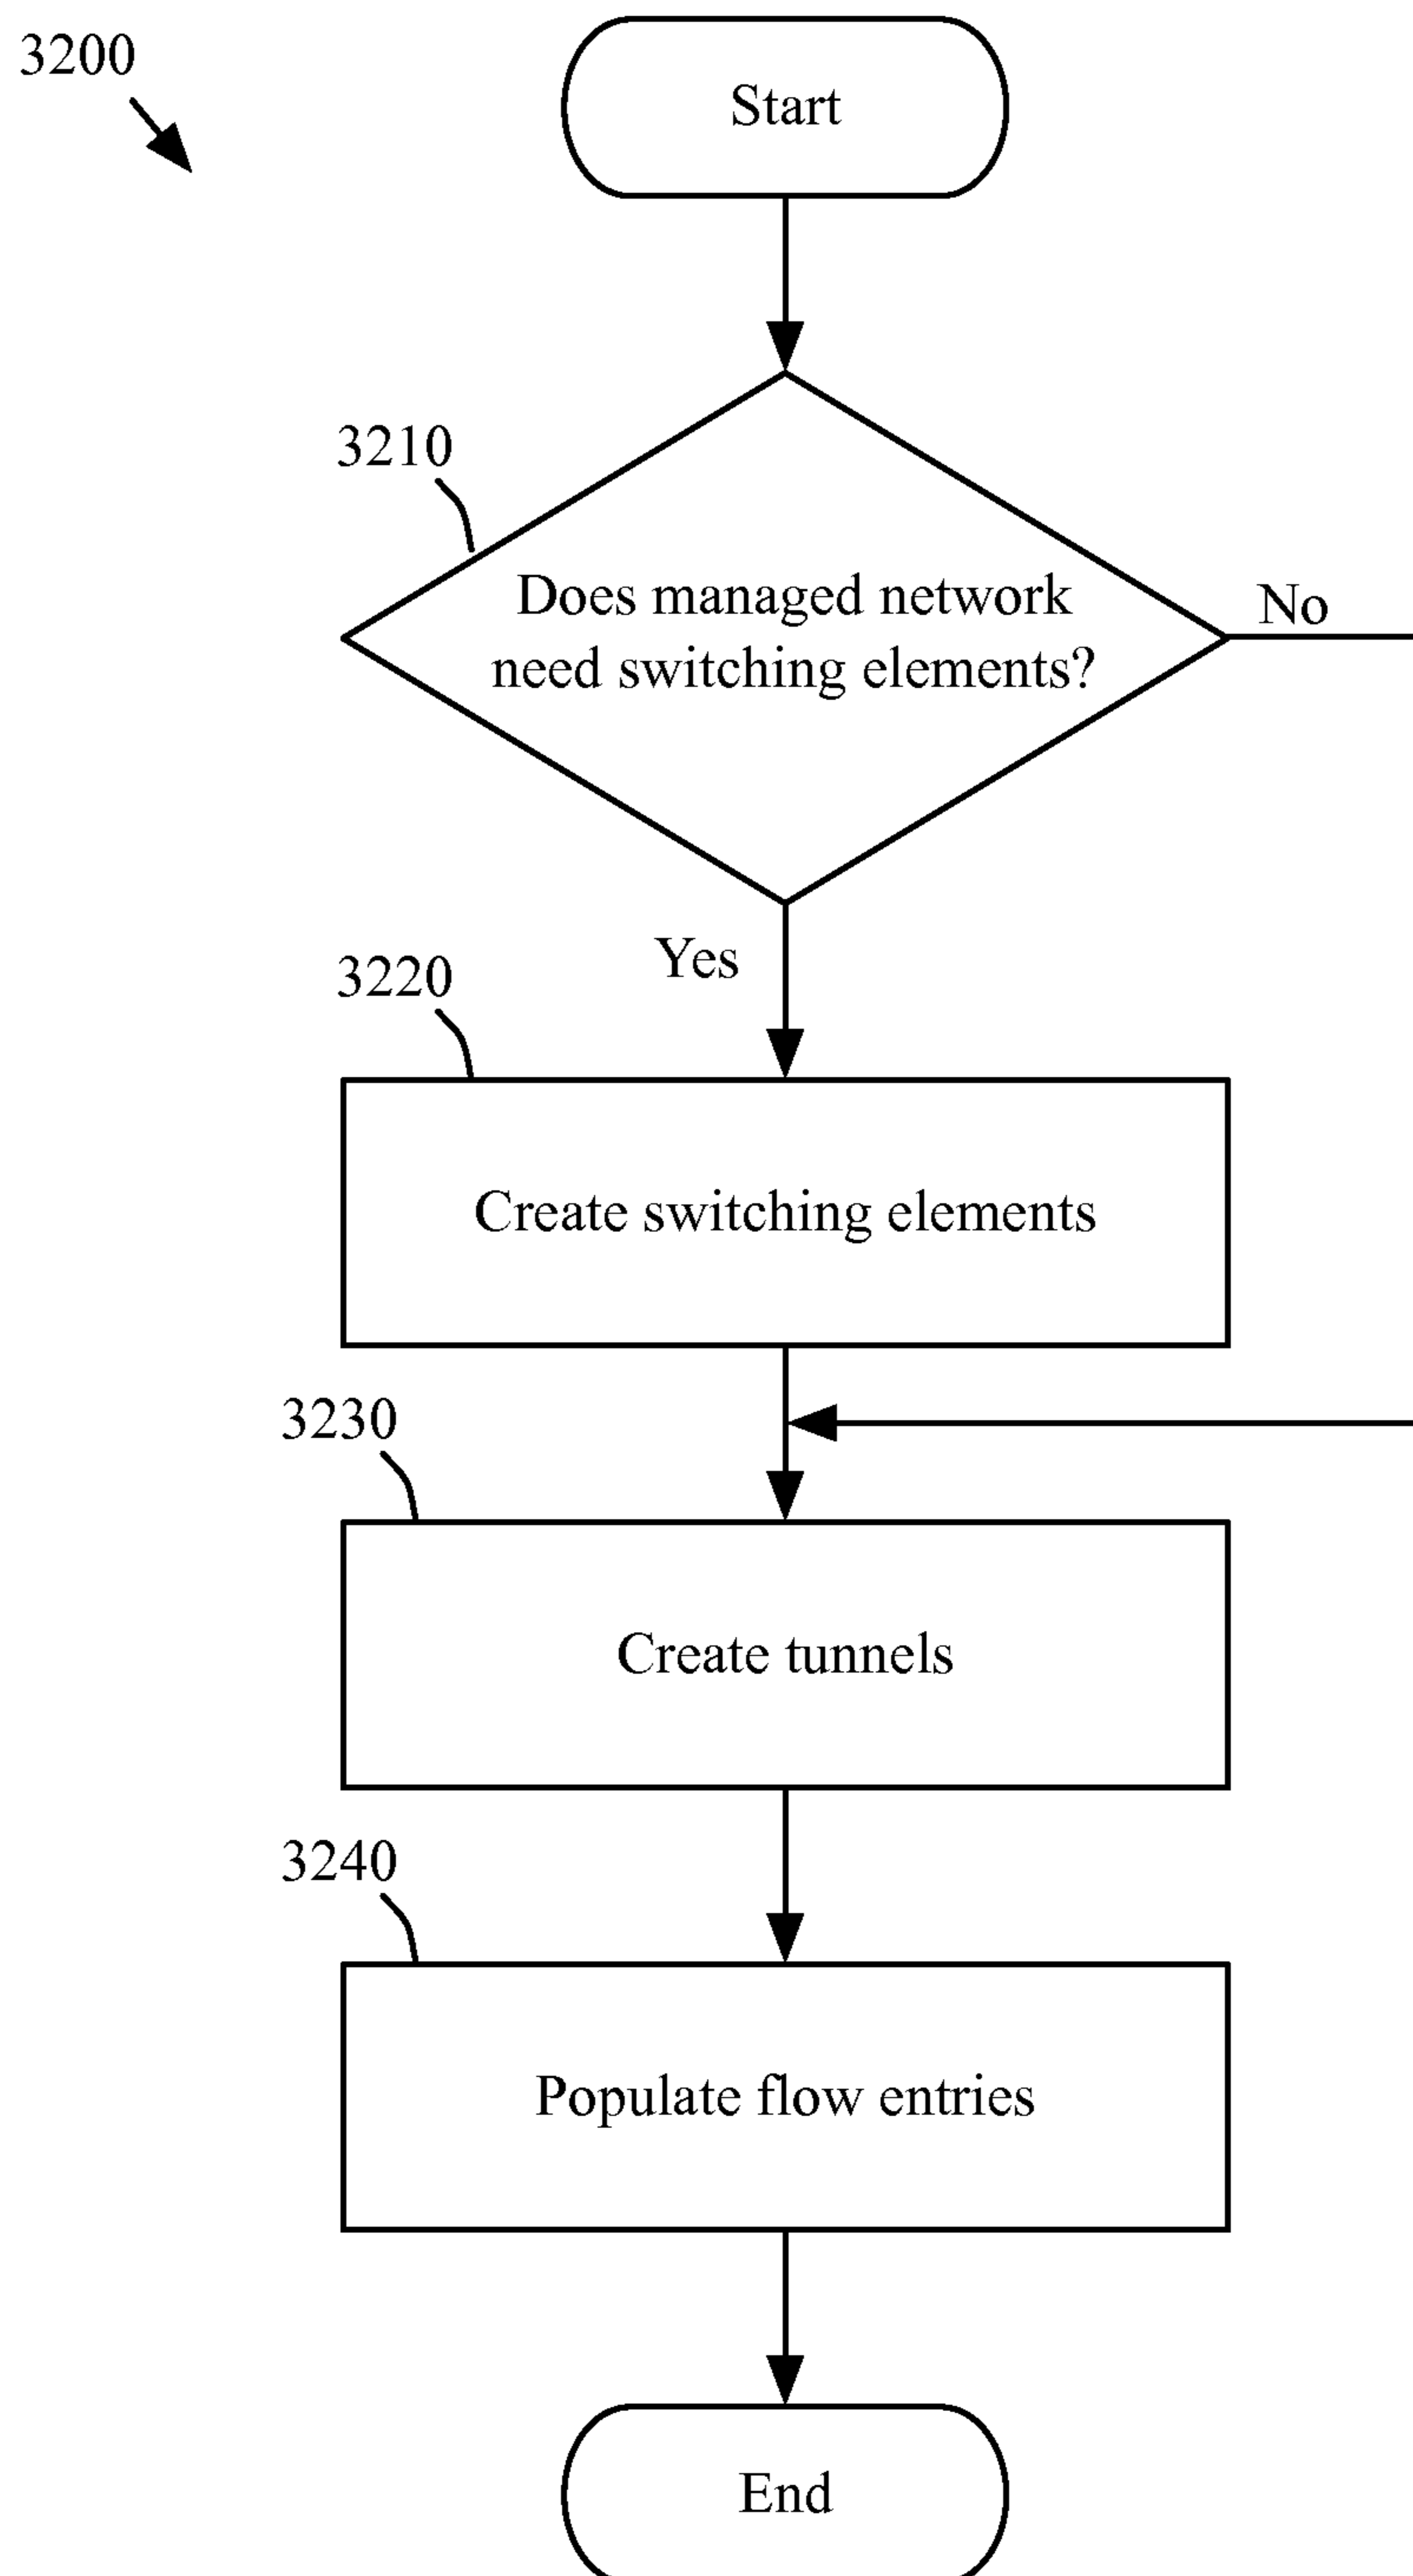 3200
Start
3210
Does managed network
need switching elements?
No
Yes
3220
Create switching elements
3230
Create tunnels
3240
Populate flow entries
End